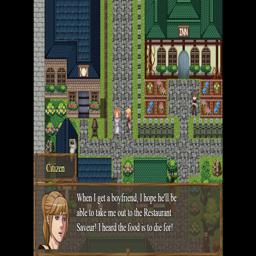 INN
Citizen
When I get a boyfriend, I hope he'll be
able to take me out to the Restaurant
Saveur! I heard the food is to die for!